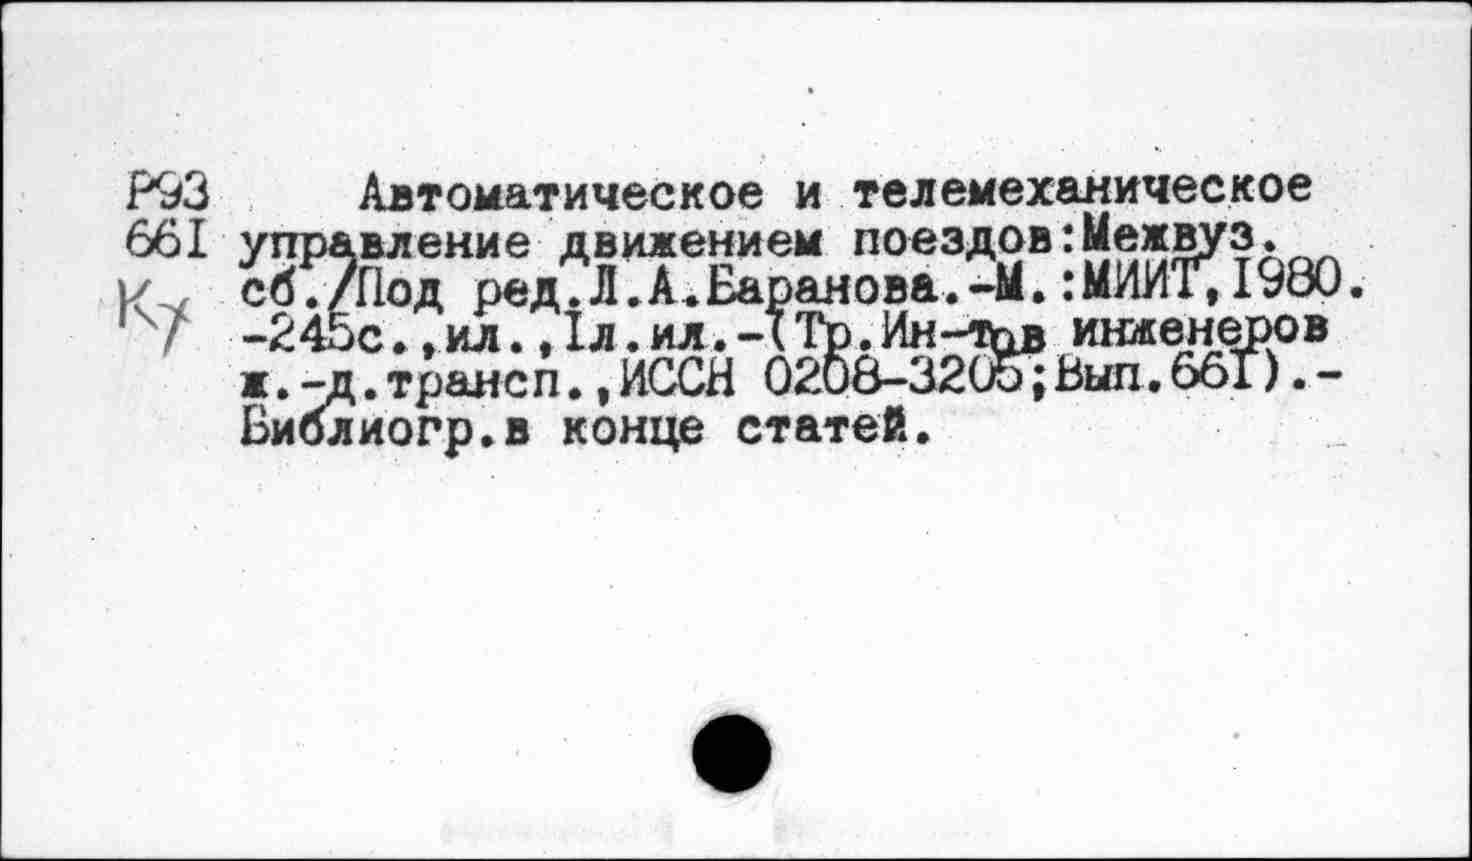 Р93 Автоматическое и телемеханическое
661 управление движением поездов:Межвуз.
сб./Под ред.Л.А.Баранова.-М.:МИИТ,1980.
-245с.,ил.,1л.ил.-(Тр.Ин-тов инженеров
ж.-д.трансп.,ИССН 0208-3205;Вып.661).-
Библиогр.в конце статей.